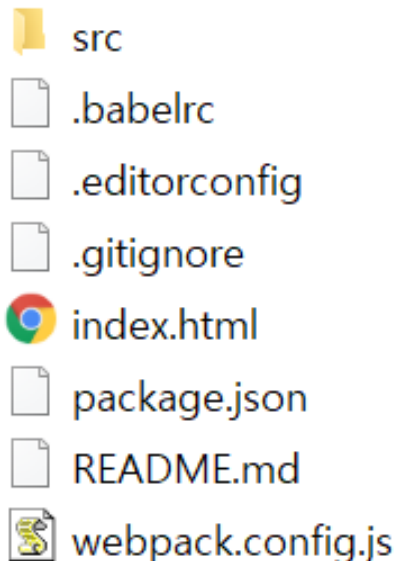 src
.babelrc
.editorconfig
.gitignore
index.html
package.json
README.md
webpack.config.js